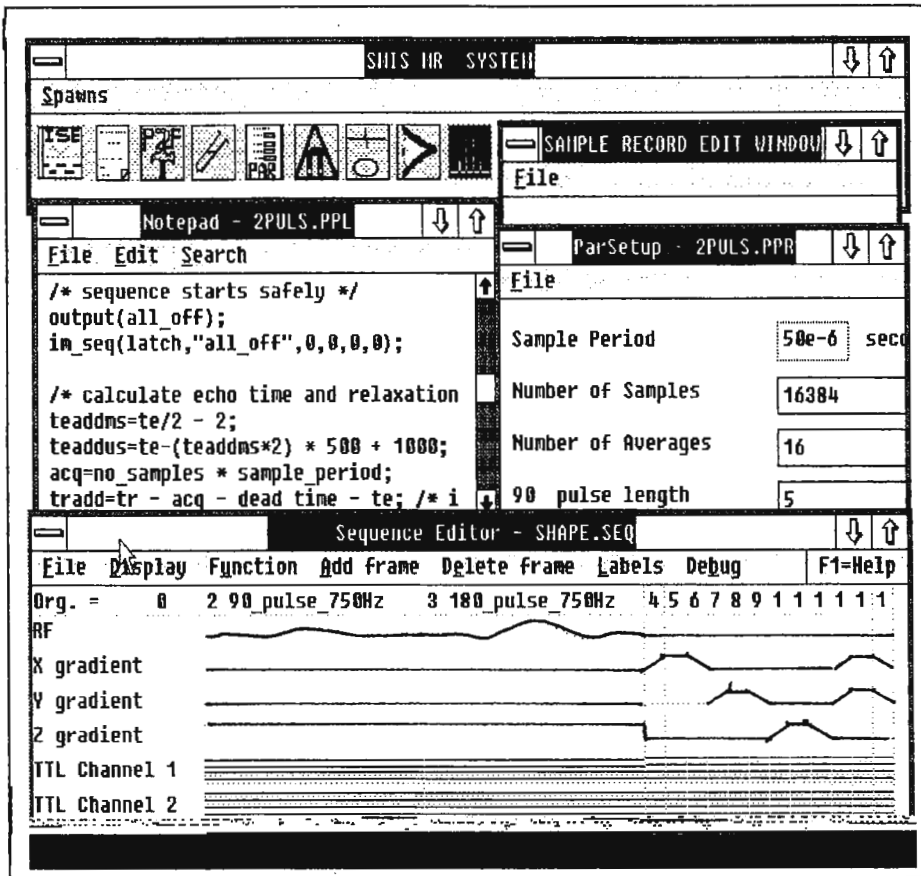 SMIS MR SYSTEM
Spawns
ISE
PAR
SAMPLE RECORD EDIT WINDOW
File
Notepad - 2PULS.PPL
File Edit Search
/* sequence starts safely */
output(all_off);
im_seq(latch,"all_off",0,0,0,0);
/* calculate echo time and relaxation
teaddms=te/2 - 2;
teaddus=te-(teaddms*2) * 500 + 1000;
acq=no_samples * sample_period;
tradd=tr - acq - dead time - te; /* i
ParSetup - 2PULS.PPR
File
Sample Period 50e-6 seco
Number of Samples 16384
Number of Averages 16
90 pulse length 5
Sequence Editor - SHAPE.SEQ
File Display Function Add frame Delete frame Labels Debug F1=Help
Org. = 0 2 90_pulse_750Hz 3 180_pulse_750Hz 4 5 6 7 8 9 1 1 1 1 1 1
RF
X gradient
Y gradient
Z gradient
TTL Channel 1
TTL Channel 2